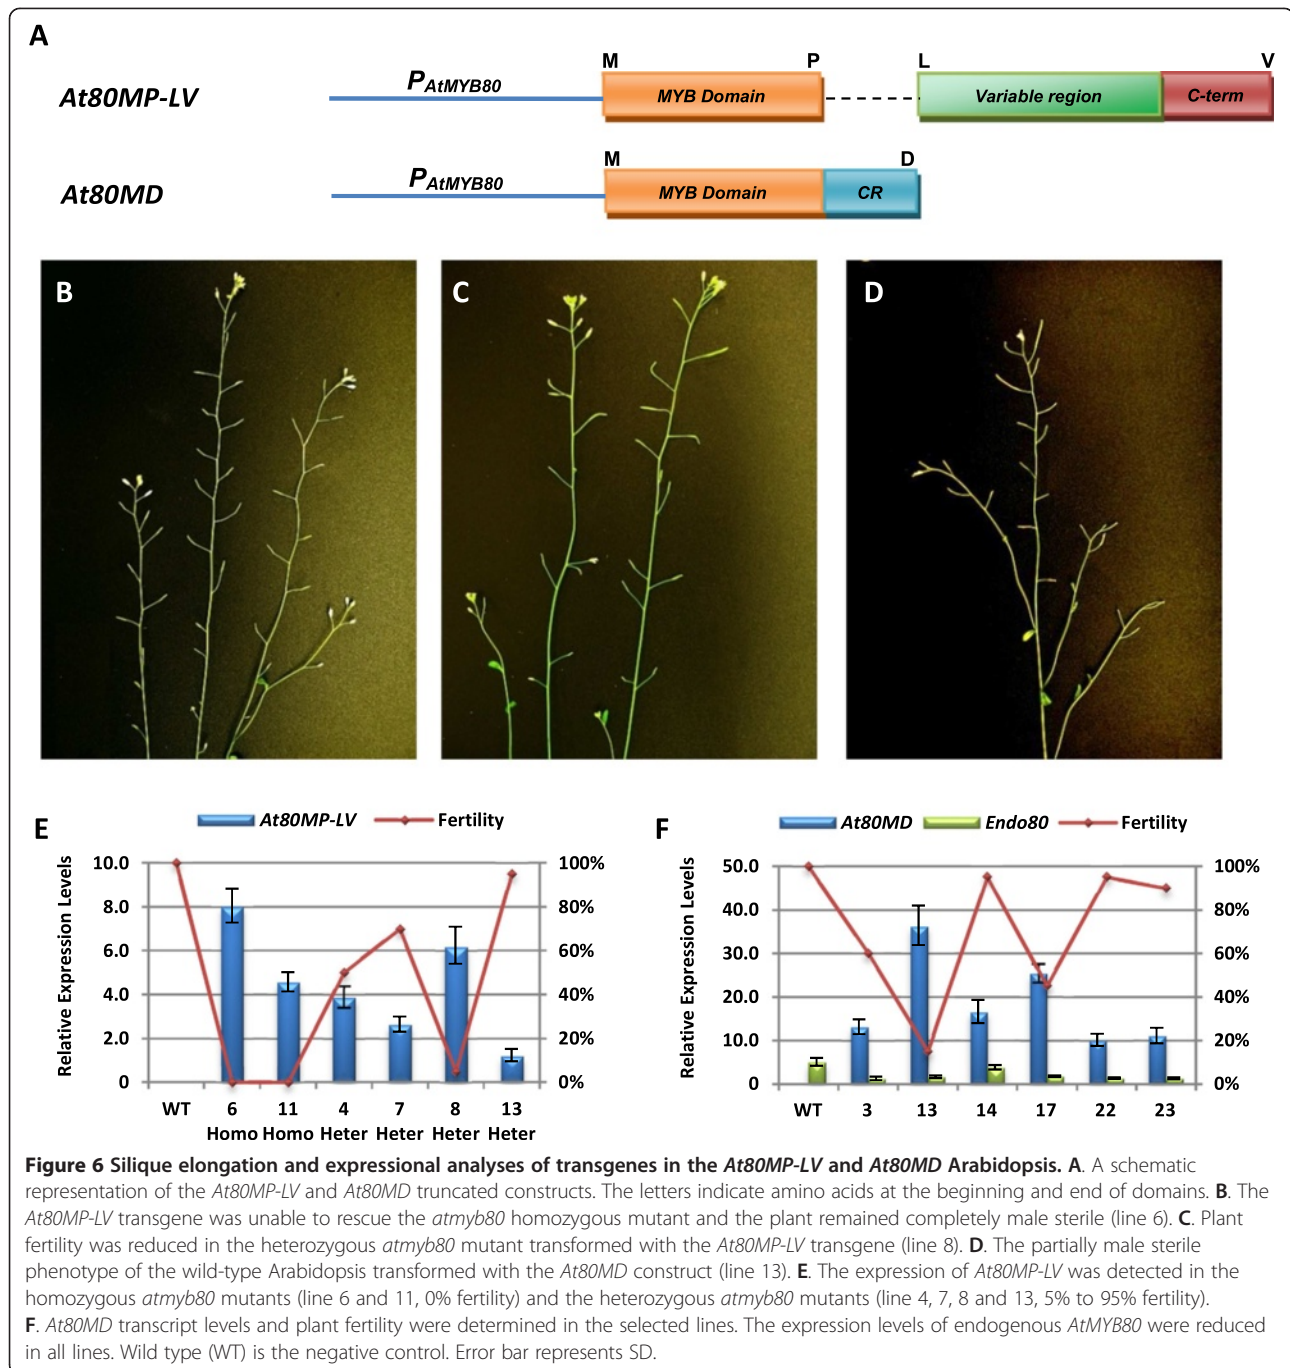 A
M P L V
At80MP-LV P AtMYB80 MYB Domain Variable region C-term
M D
At80MD P AtMYB80 MYB Domain CR
B C D
E At80MP-LV Fertility
Relative Expression Levels
10.0 100%
8.0 80%
6.0 60%
4.0 40%
2.0 20%
0 0%
WT 6 11 4 7 8 13
Homo Homo Heter Heter Heter Heter
F At80MD Endo80 Fertility
Relative Expression Levels
50.0 100%
40.0 80%
30.0 60%
20.0 40%
10.0 20%
0 0%
WT 3 13 14 17 22 23
Figure 6 Silique elongation and expressional analyses of transgenes in the At80MP-LV and At80MD Arabidopsis. A. A schematic
representation of the At80MP-LV and At80MD truncated constructs. The letters indicate amino acids at the beginning and end of domains. B. The
At80MP-LV transgene was unable to rescue the atmyb80 homozygous mutant and the plant remained completely male sterile (line 6). C. Plant
fertility was reduced in the heterozygous atmyb80 mutant transformed with the At80MP-LV transgene (line 8). D. The partially male sterile
phenotype of the wild-type Arabidopsis transformed with the At80MD construct (line 13). E. The expression of At80MP-LV was detected in the
homozygous atmyb80 mutants (line 6 and 11, 0% fertility) and the heterozygous atmyb80 mutants (line 4, 7, 8 and 13, 5% to 95% fertility).
F. At80MD transcript levels and plant fertility were determined in the selected lines. The expression levels of endogenous AtMYB80 were reduced
in all lines. Wild type (WT) is the negative control. Error bar represents SD.